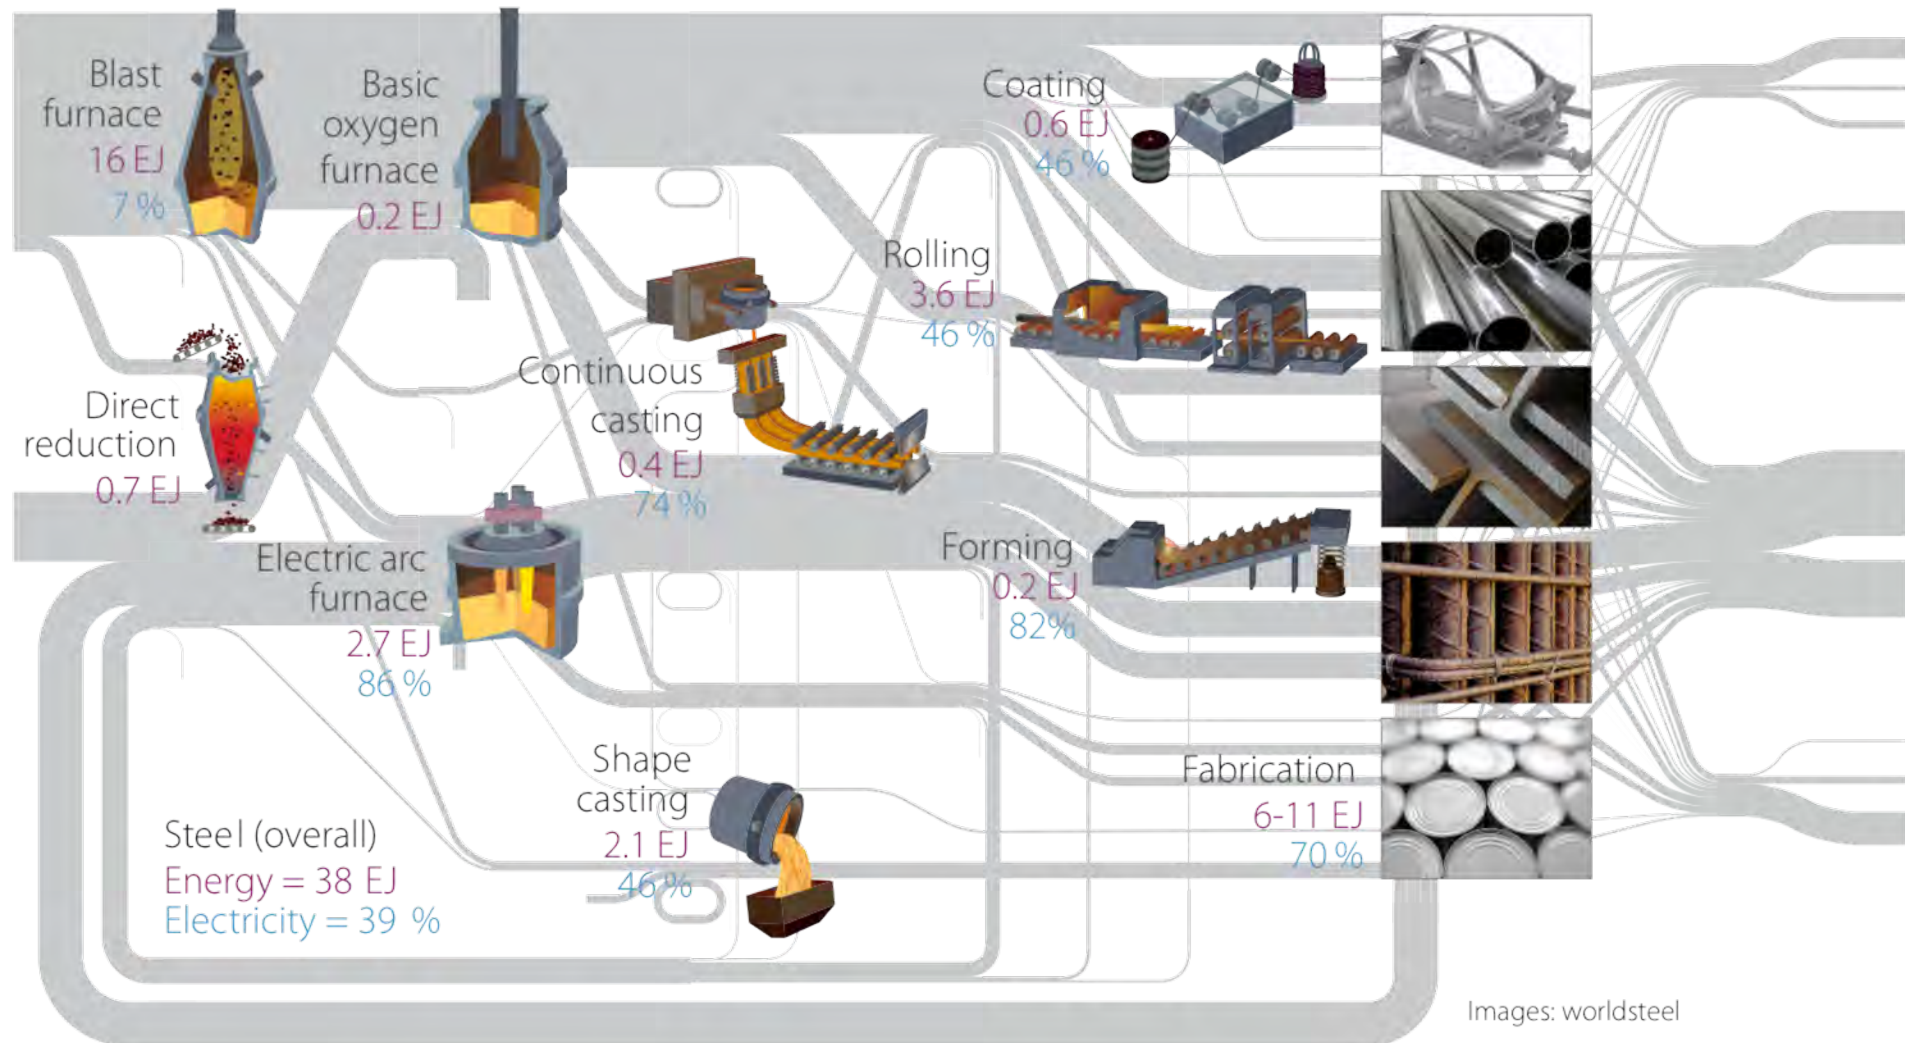 Blast
furnace
16 EJ
7 %
Basic
oxygen
furnace
0.2 EJ
Coating
0.6 EJ
46 %
Rolling
3.6 EJ
46 %
Continuous
casting
0.4 EJ
74 %
Direct
reduction
0.7 EJ
Electric arc
furnace
2.7 EJ
86 %
Forming
0.2 EJ
82%
Shape
casting
2.1 EJ
46 %
Fabrication
6-11 EJ
70 %
Steel (overall)
Energy = 38 EJ
Electricity = 39 %
Images: worldsteel